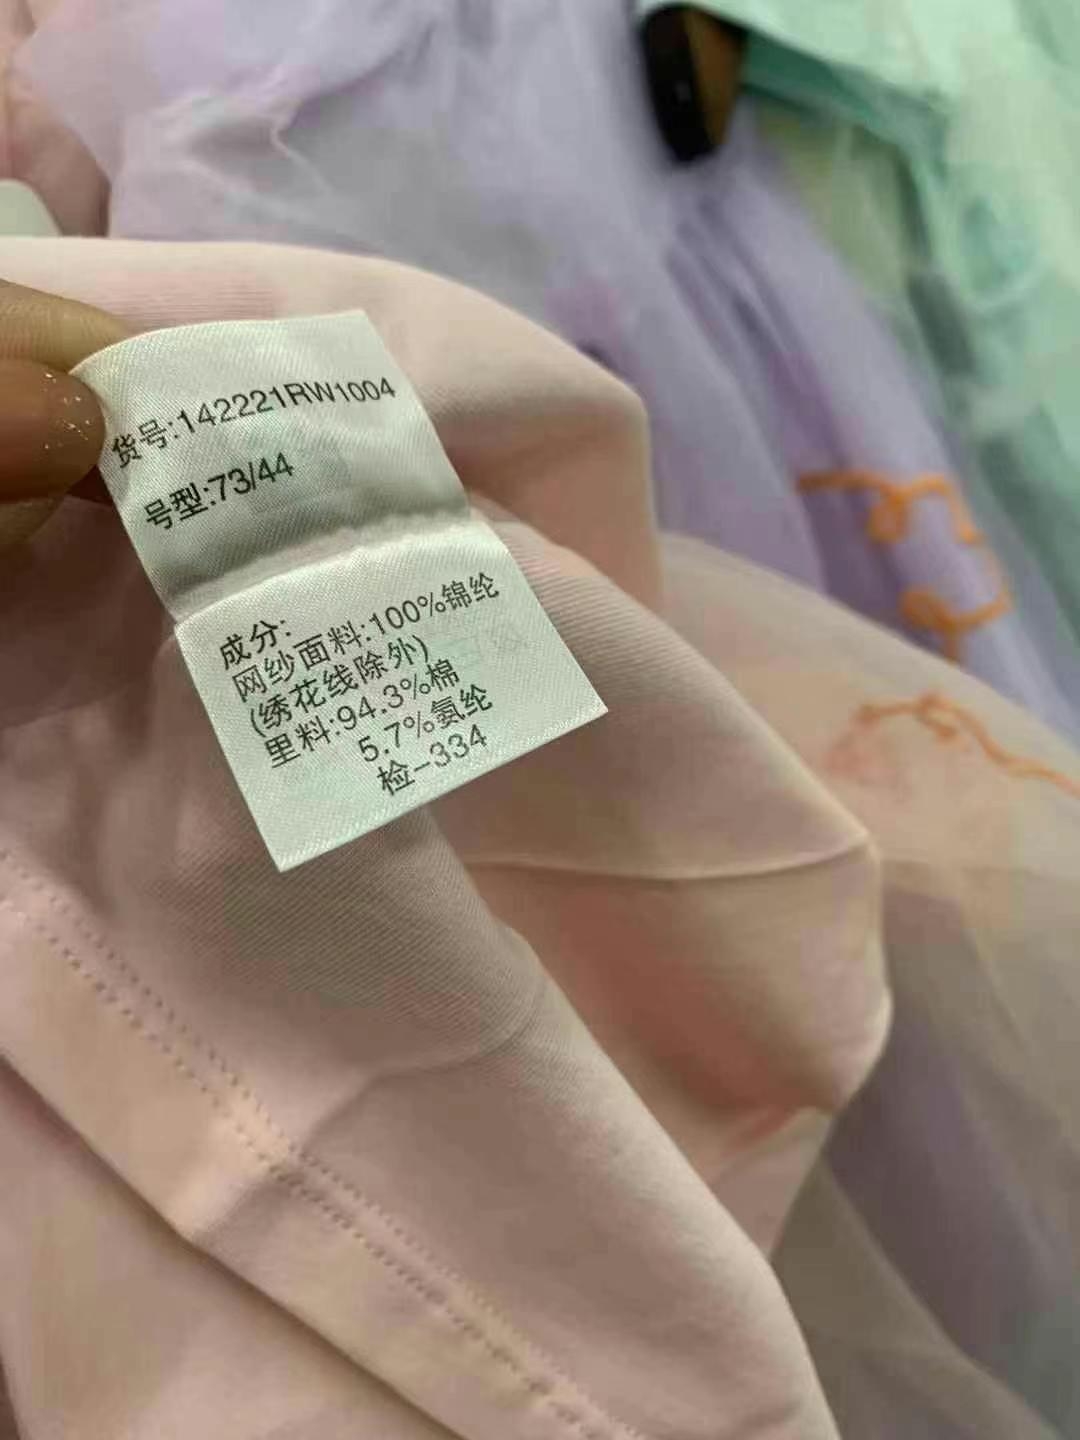 货号:142221RW1004
号型:73/44
成分:
网纱面料:100%锦纶
(绣花线除外)
里料:94.3%棉
5.7%氨纶
检-334